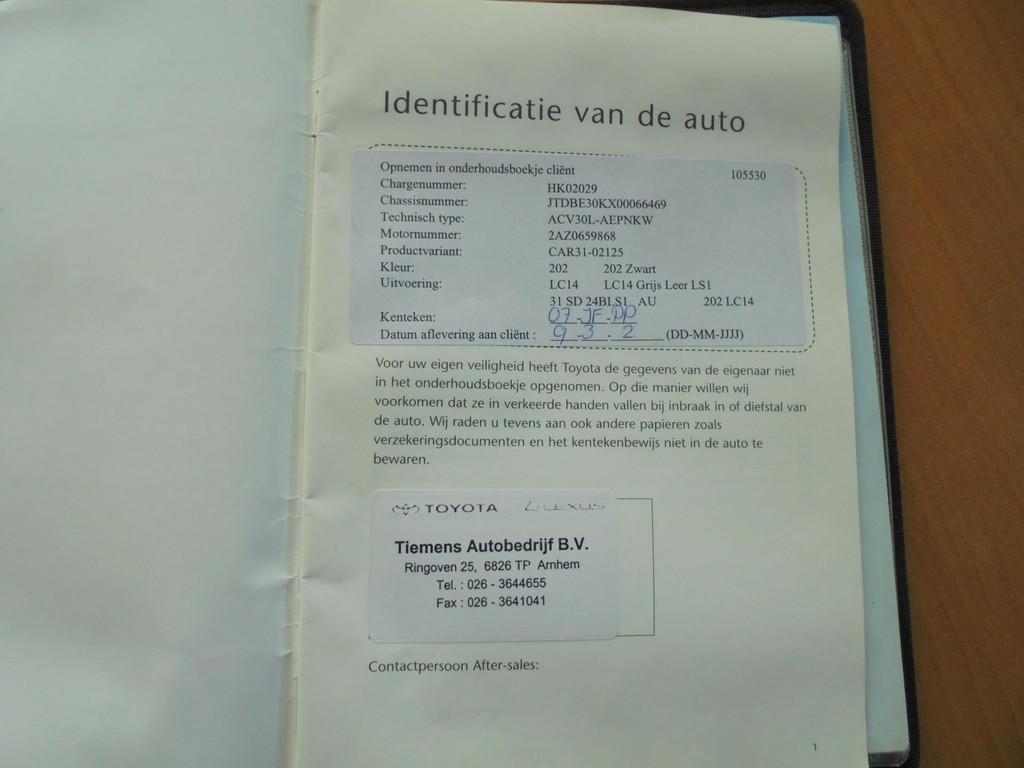 Identificatie van de auto
Opnemen in onderhoudsboekje cliënt 105530
Chargenummer: HK02029
Chassisnummer: JTDBE30KX00066469
Technisch type: ACV30L-AEPNKW
Motornummer: 2AZ0659868
Productvariant: CAR31-02125
Kleur: 202 202 Zwart
Uitvoering: LC14 LC14 Grijs Leer LS1
31 SD 24BLS1 AU 202 LC14
Kenteken: 07-JF-DP
Datum aflevering aan cliënt : 9-3-2 (DD-MM-JJJJ)
Voor uw eigen veiligheid heeft Toyota de gegevens van de eigenaar niet
in het onderhoudsboekje opgenomen. Op die manier willen wij
voorkomen dat ze in verkeerde handen vallen bij inbraak in of diefstal van
de auto. Wij raden u tevens aan ook andere papieren zoals
verzekeringsdocumenten en het kentekenbewijs niet in de auto te
bewaren.
TOYOTA LEXUS
Tiemens Autobedrijf B.V.
Ringoven 25, 6826 TP Arnhem
Tel. : 026 - 3644655
Fax : 026 - 3641041
Contactpersoon After-sales:
1